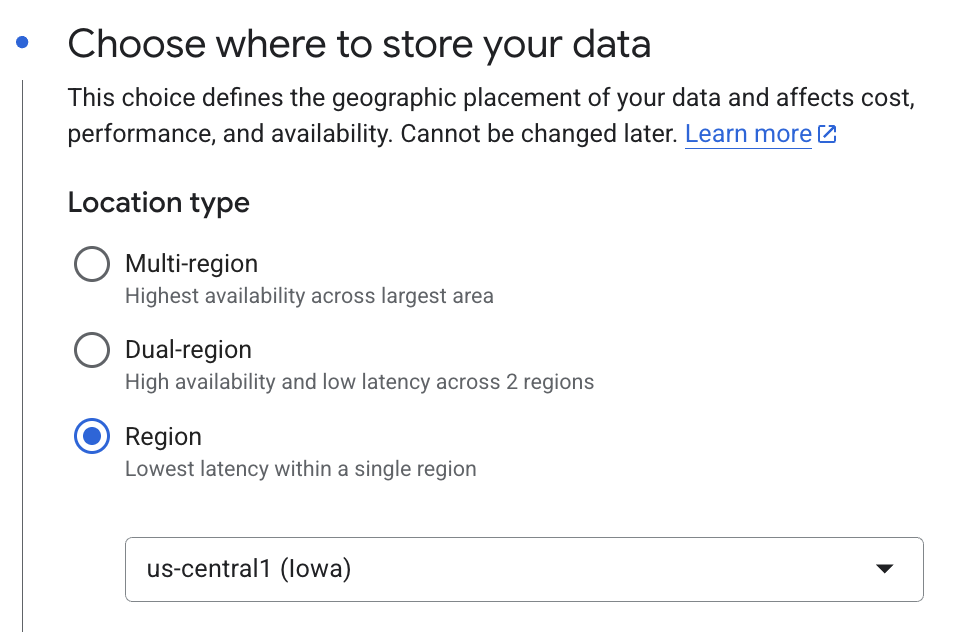 Choose where to store your data
This choice defines the geographic placement of your data and affects cost,
performance, and availability. Cannot be changed later. Learn more
Location type
Multi-region
Highest availability across largest area
Dual-region
High availability and low latency across 2 regions
Region
Lowest latency within a single region
us-central1 (Iowa)